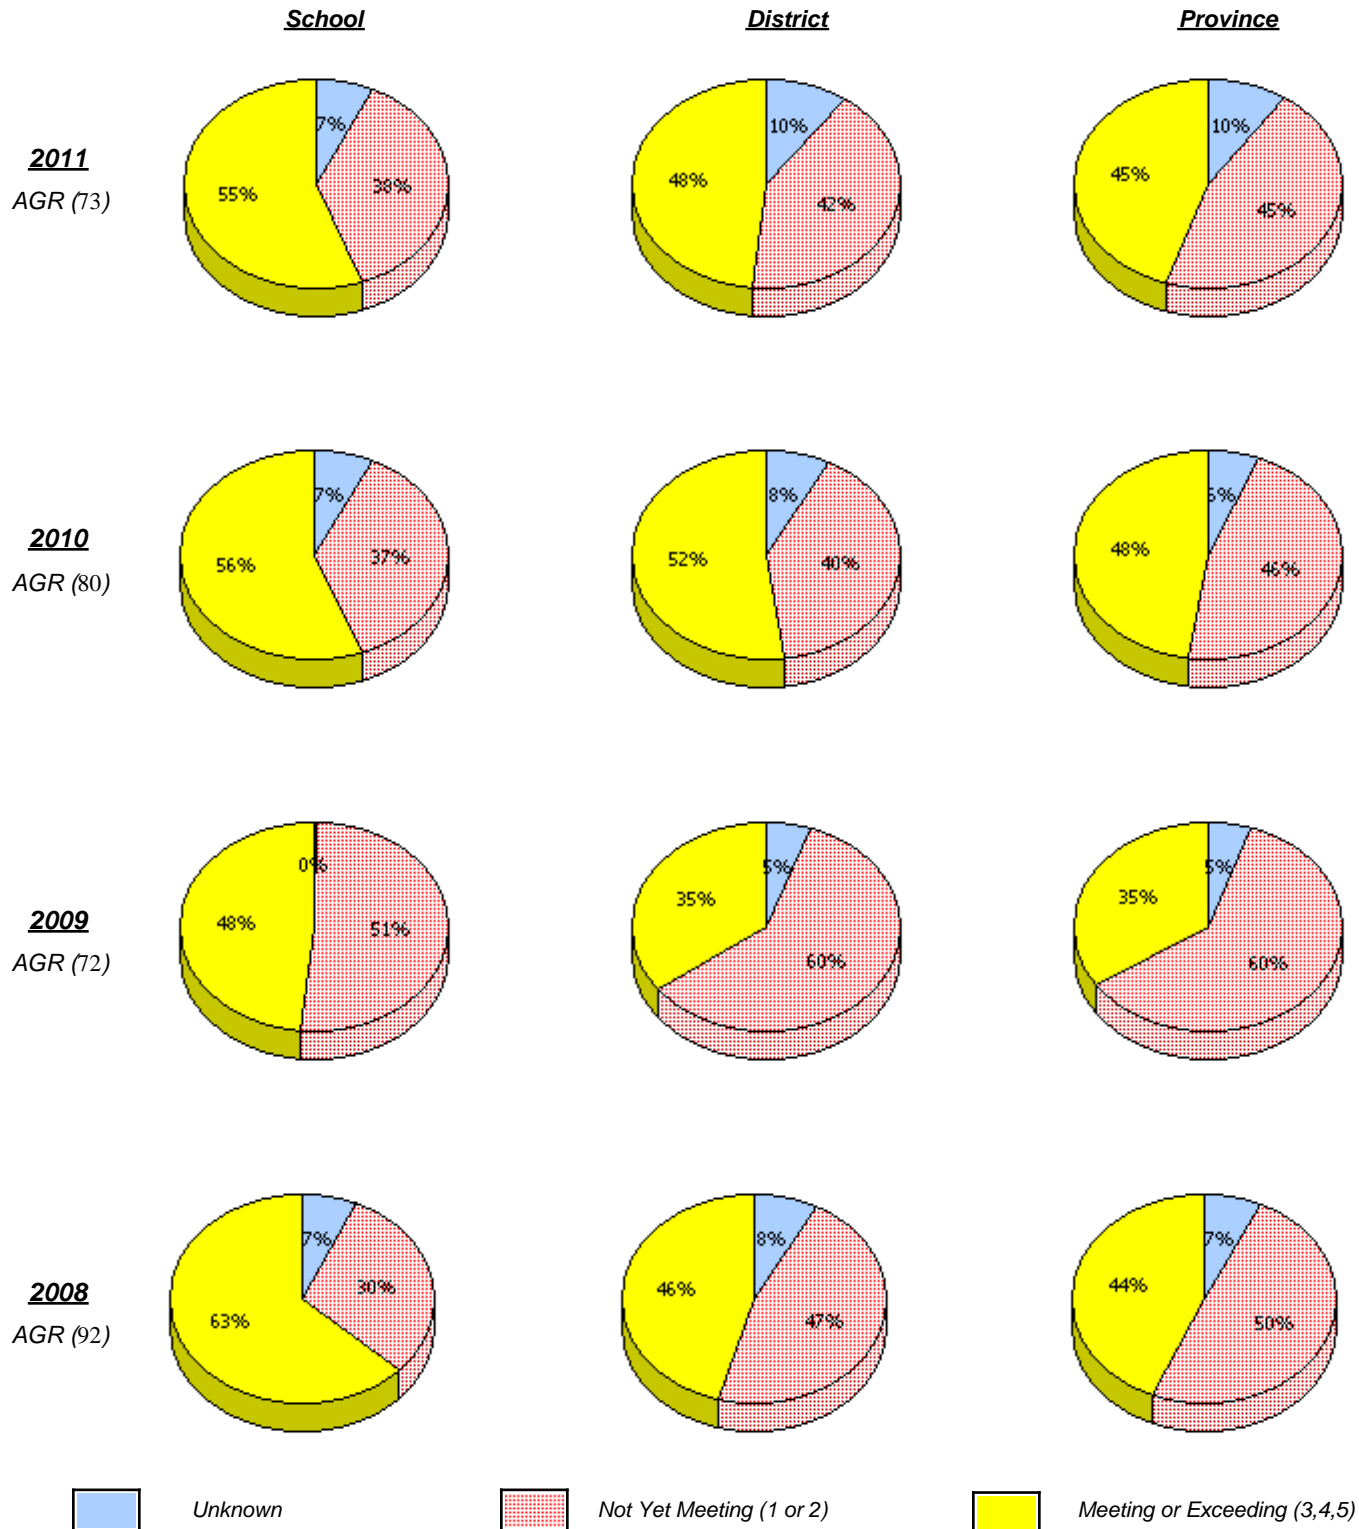 School District Province
2011
AGR (73)
7% 38% 55%
10% 42% 48%
10% 45% 45%
2010
AGR (80)
7% 37% 56%
8% 40% 52%
46% 48%
2009
AGR (72)
0% 51% 48%
5% 60% 35%
5% 60% 35%
2008
AGR (92)
7% 30% 63%
8% 47% 46%
7% 50% 44%
Unknown Not Yet Meeting (1 or 2) Meeting or Exceeding (3,4,5)